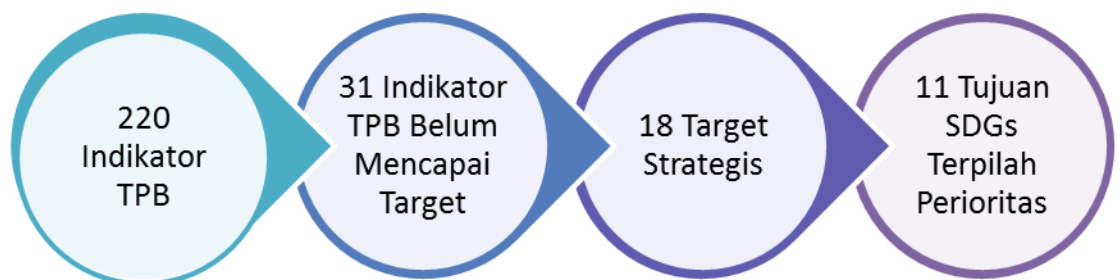 220
Indikator
TPB
31 Indikator
TPB Belum
Mencapai
Target
18 Target
Strategis
11 Tujuan
SDGs
Terpilah
Perioritas